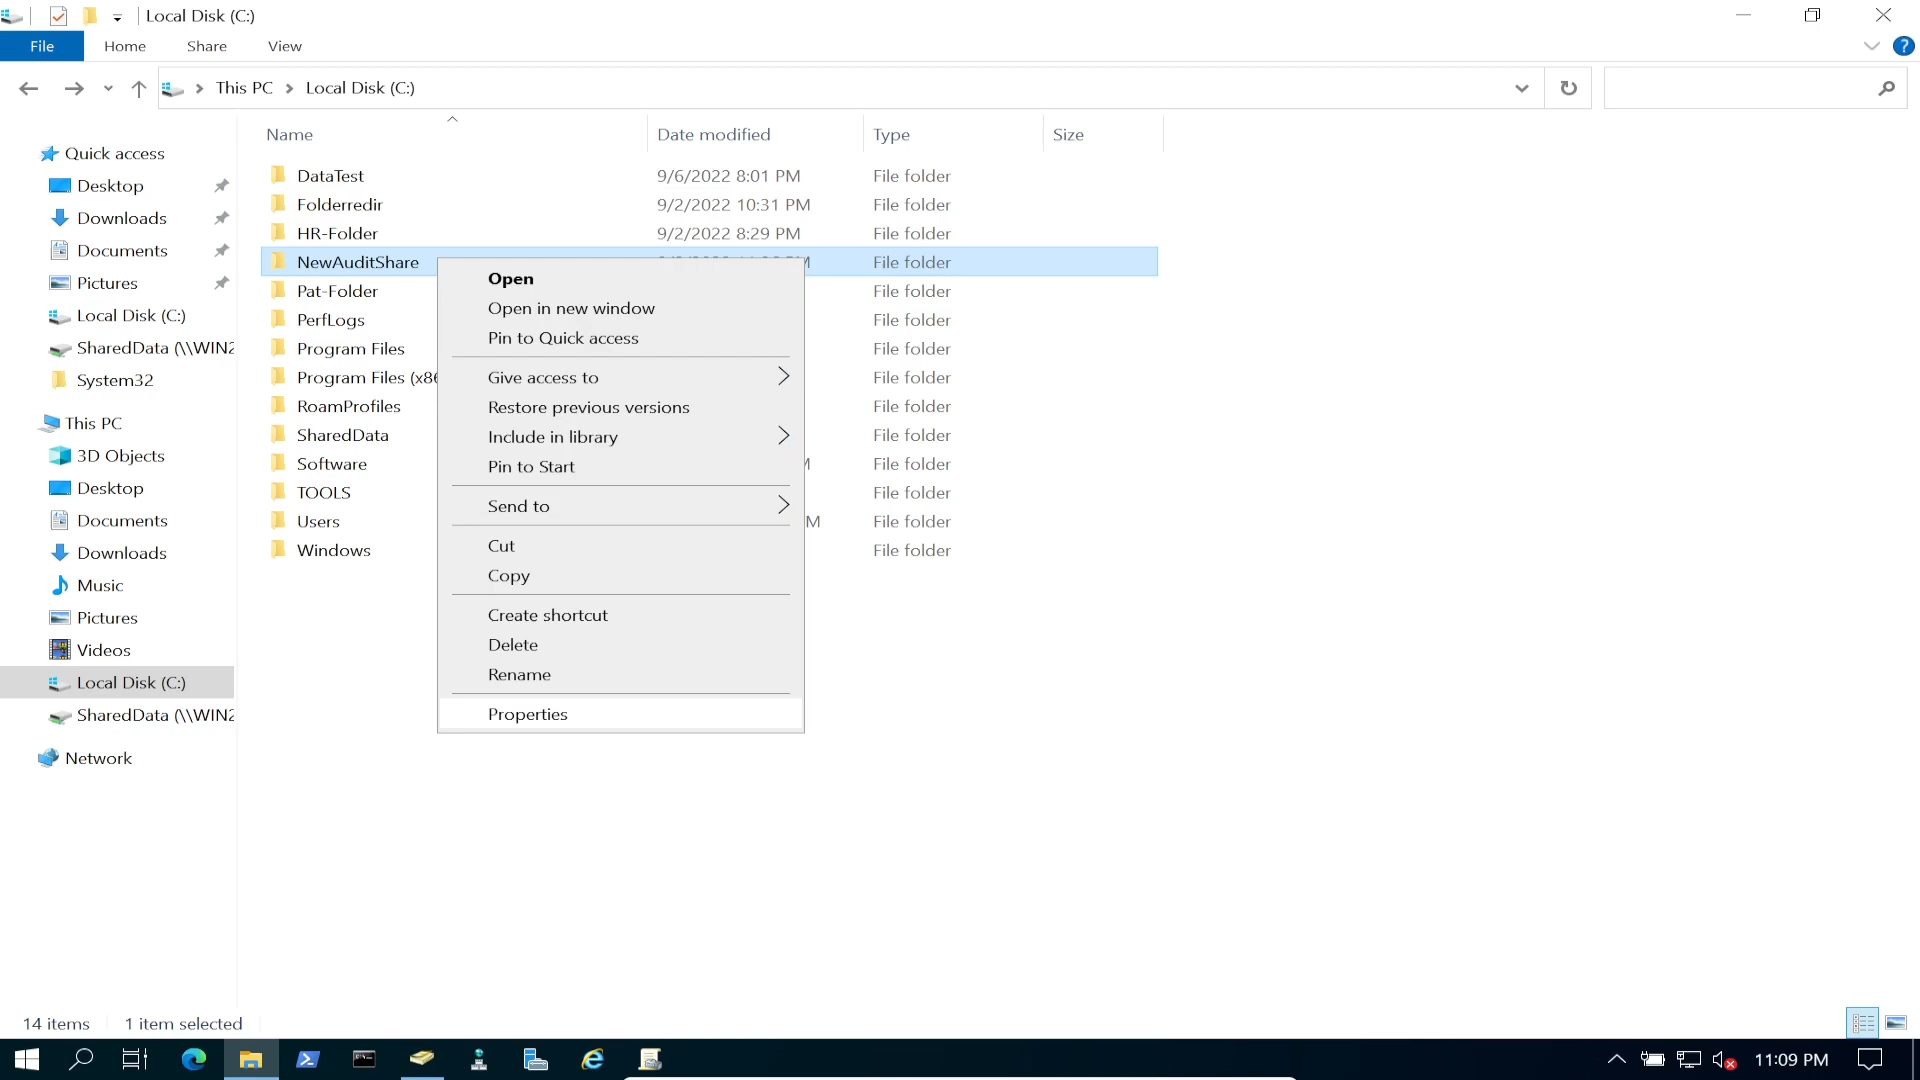 Local Disk (C:)
File Home Share View
This PC Local Disk (C:)
Name Date modified Type Size
Quick access
Desktop
Downloads
Documents
Pictures
Local Disk (C:)
SharedData (\\WIN2
System32
This PC
3D Objects
Desktop
Documents
Downloads
Music
Pictures
Videos
Local Disk (C:)
SharedData (\\WIN2
Network
DataTest 9/6/2022 8:01 PM File folder
Folderredir 9/2/2022 10:31 PM File folder
HR-Folder 9/2/2022 8:29 PM File folder
NewAuditShare File folder
Pat-Folder File folder
PerfLogs File folder
Program Files File folder
Program Files (x86 File folder
RoamProfiles File folder
SharedData File folder
Software File folder
TOOLS File folder
Users M File folder
Windows File folder
Open
Open in new window
Pin to Quick access
Give access to
Restore previous versions
Include in library
Pin to Start
Send to
Cut
Copy
Create shortcut
Delete
Rename
Properties
14 items 1 item selected
11:09 PM